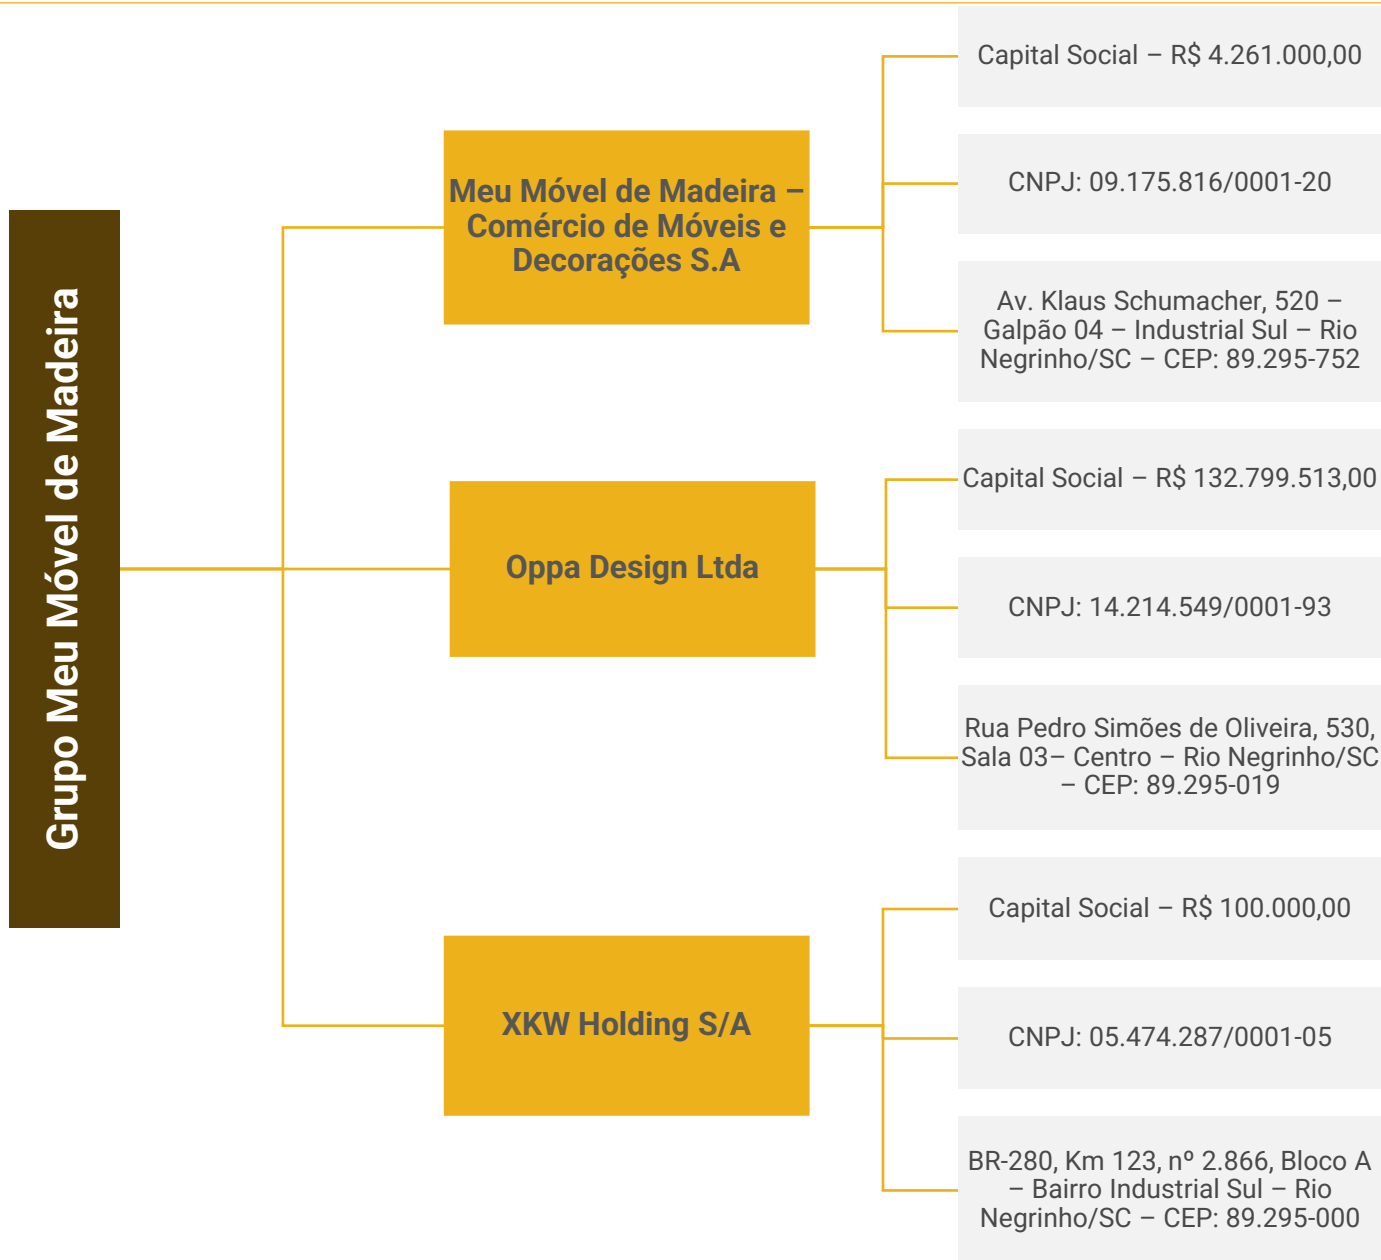 Grupo Meu Móvel de Madeira
Meu Móvel de Madeira –
Comércio de Móveis e
Decorações S.A
Capital Social – R$ 4.261.000,00
CNPJ: 09.175.816/0001-20
Av. Klaus Schumacher, 520 –
Galpão 04 – Industrial Sul – Rio
Negrinho/SC – CEP: 89.295-752
Oppa Design Ltda
Capital Social – R$ 132.799.513,00
CNPJ: 14.214.549/0001-93
Rua Pedro Simões de Oliveira, 530,
Sala 03– Centro – Rio Negrinho/SC
– CEP: 89.295-019
XKW Holding S/A
Capital Social – R$ 100.000,00
CNPJ: 05.474.287/0001-05
BR-280, Km 123, nº 2.866, Bloco A
– Bairro Industrial Sul – Rio
Negrinho/SC – CEP: 89.295-000